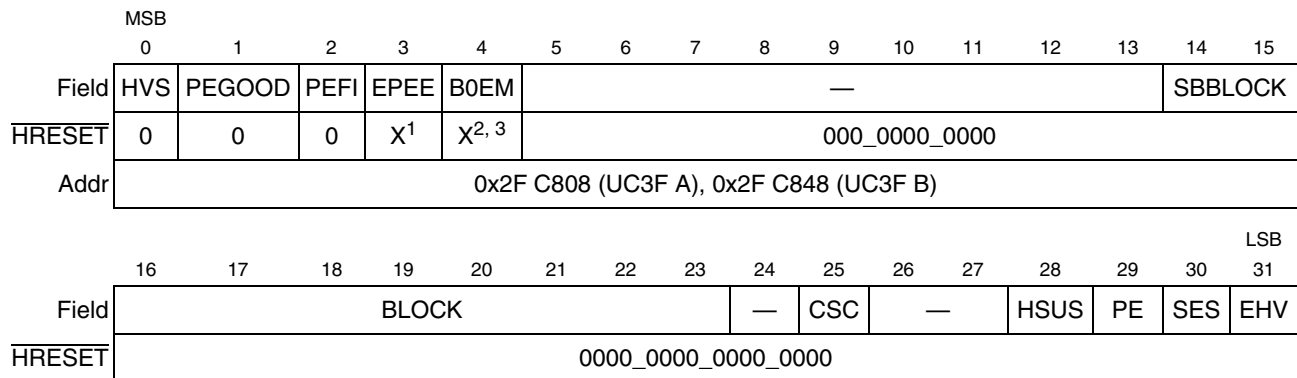 MSB
0 1 2 3 4 5 6 7 8 9 10 11 12 13 14 15
Field HVS PEGOOD PEFI EPEE B0EM — SBBLOCK
HRESET 0 0 0 X1 X2, 3 000_0000_0000
Addr 0x2F C808 (UC3F A), 0x2F C848 (UC3F B)
LSB
16 17 18 19 20 21 22 23 24 25 26 27 28 29 30 31
Field BLOCK — CSC — HSUS PE SES EHV
HRESET 0000_0000_0000_0000